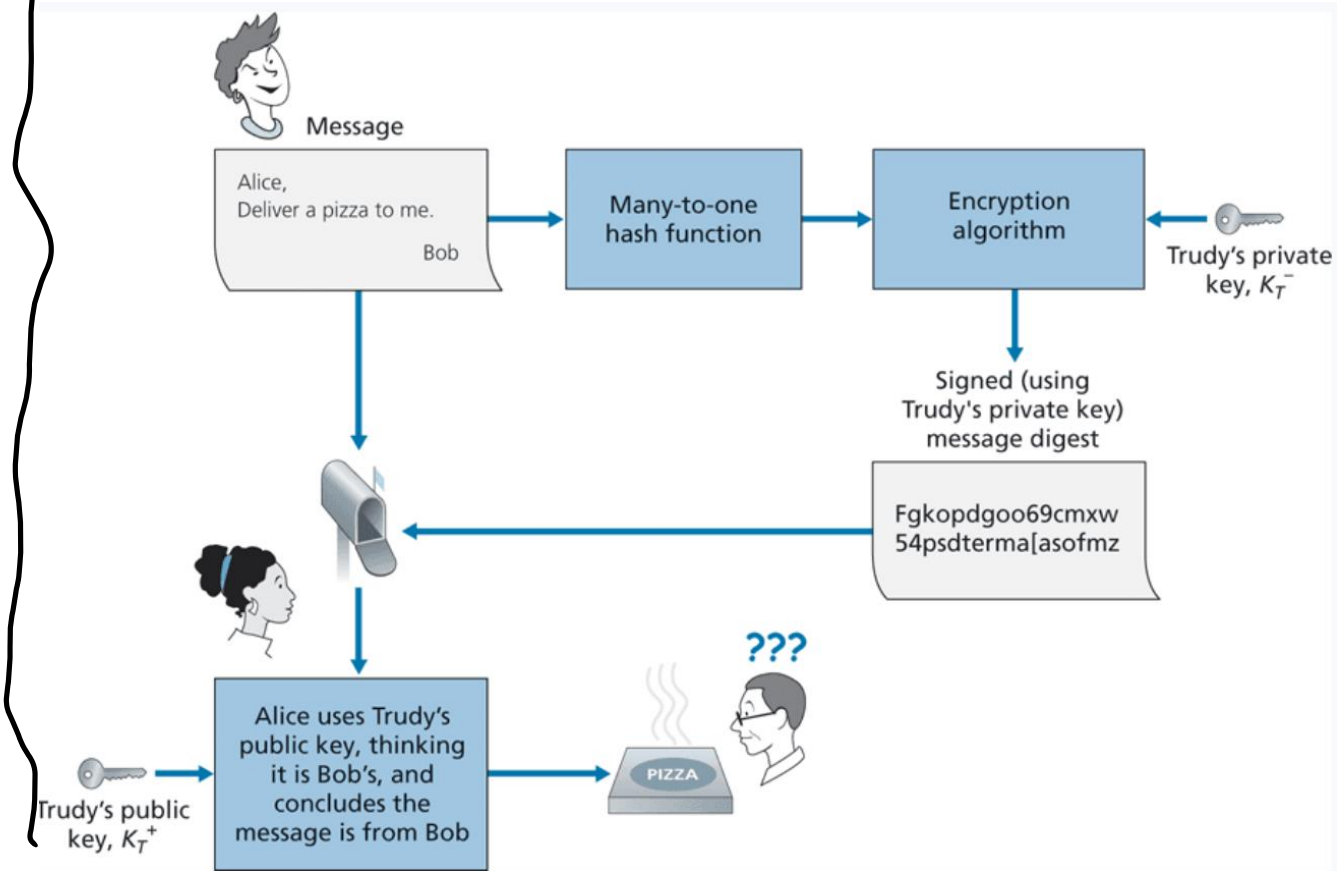 Message
Alice,
Deliver a pizza to me.
Bob
Many-to-one
hash function
Encryption
algorithm
Trudy's private
key, K_T^-
Signed (using
Trudy's private key)
message digest
Fgkopdgoo69cmxw
54psdterma[asofmz
???
Alice uses Trudy's
public key, thinking
it is Bob's, and
concludes the
message is from Bob
PIZZA
Trudy's public
key, K_T^+